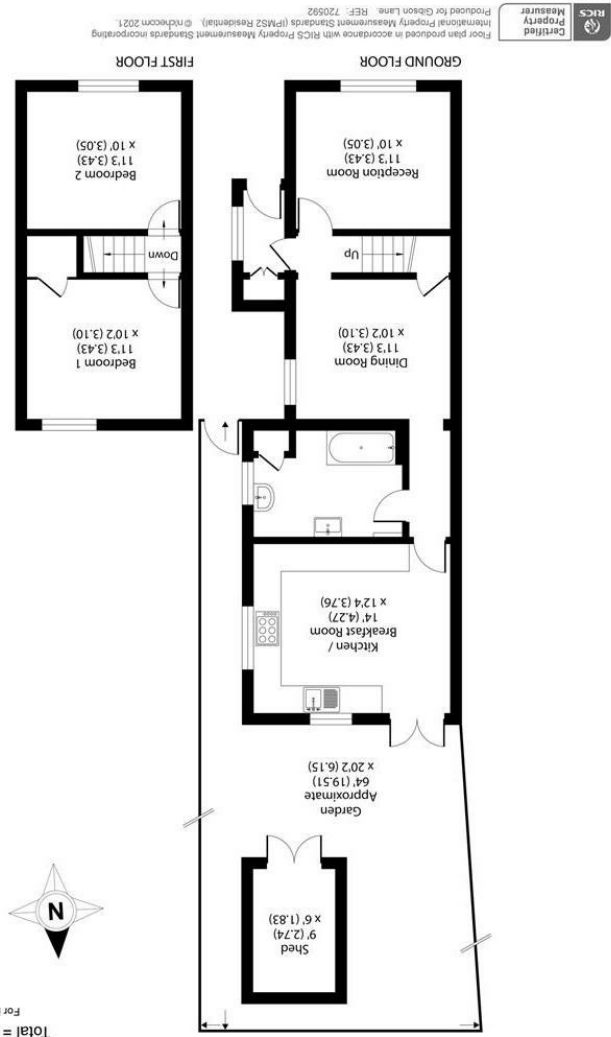 Total =
For
N
Shed
9' (2.74)
x 6' (1.83)
Garden
Approximate
64' (19.51)
x 20'2 (6.15)
Kitchen /
Breakfast Room
14' (4.27)
x 12'4 (3.76)
Bedroom 1
11'3 (3.43)
x 10'2 (3.10)
Dining Room
11'3 (3.43)
x 10'2 (3.10)
Down
Up
Bedroom 2
11'3 (3.43)
x 10' (3.05)
Reception Room
11'3 (3.43)
x 10' (3.05)
FIRST FLOOR
GROUND FLOOR
RICS
Certified
Property
Measurer
Floor plan produced in accordance with RICS Property Measurement Standards incorporating
International Property Measurement Standards (IPMS2 Residential). © nichecom 2021.
Produced for Gibson Lane. REF: 720592